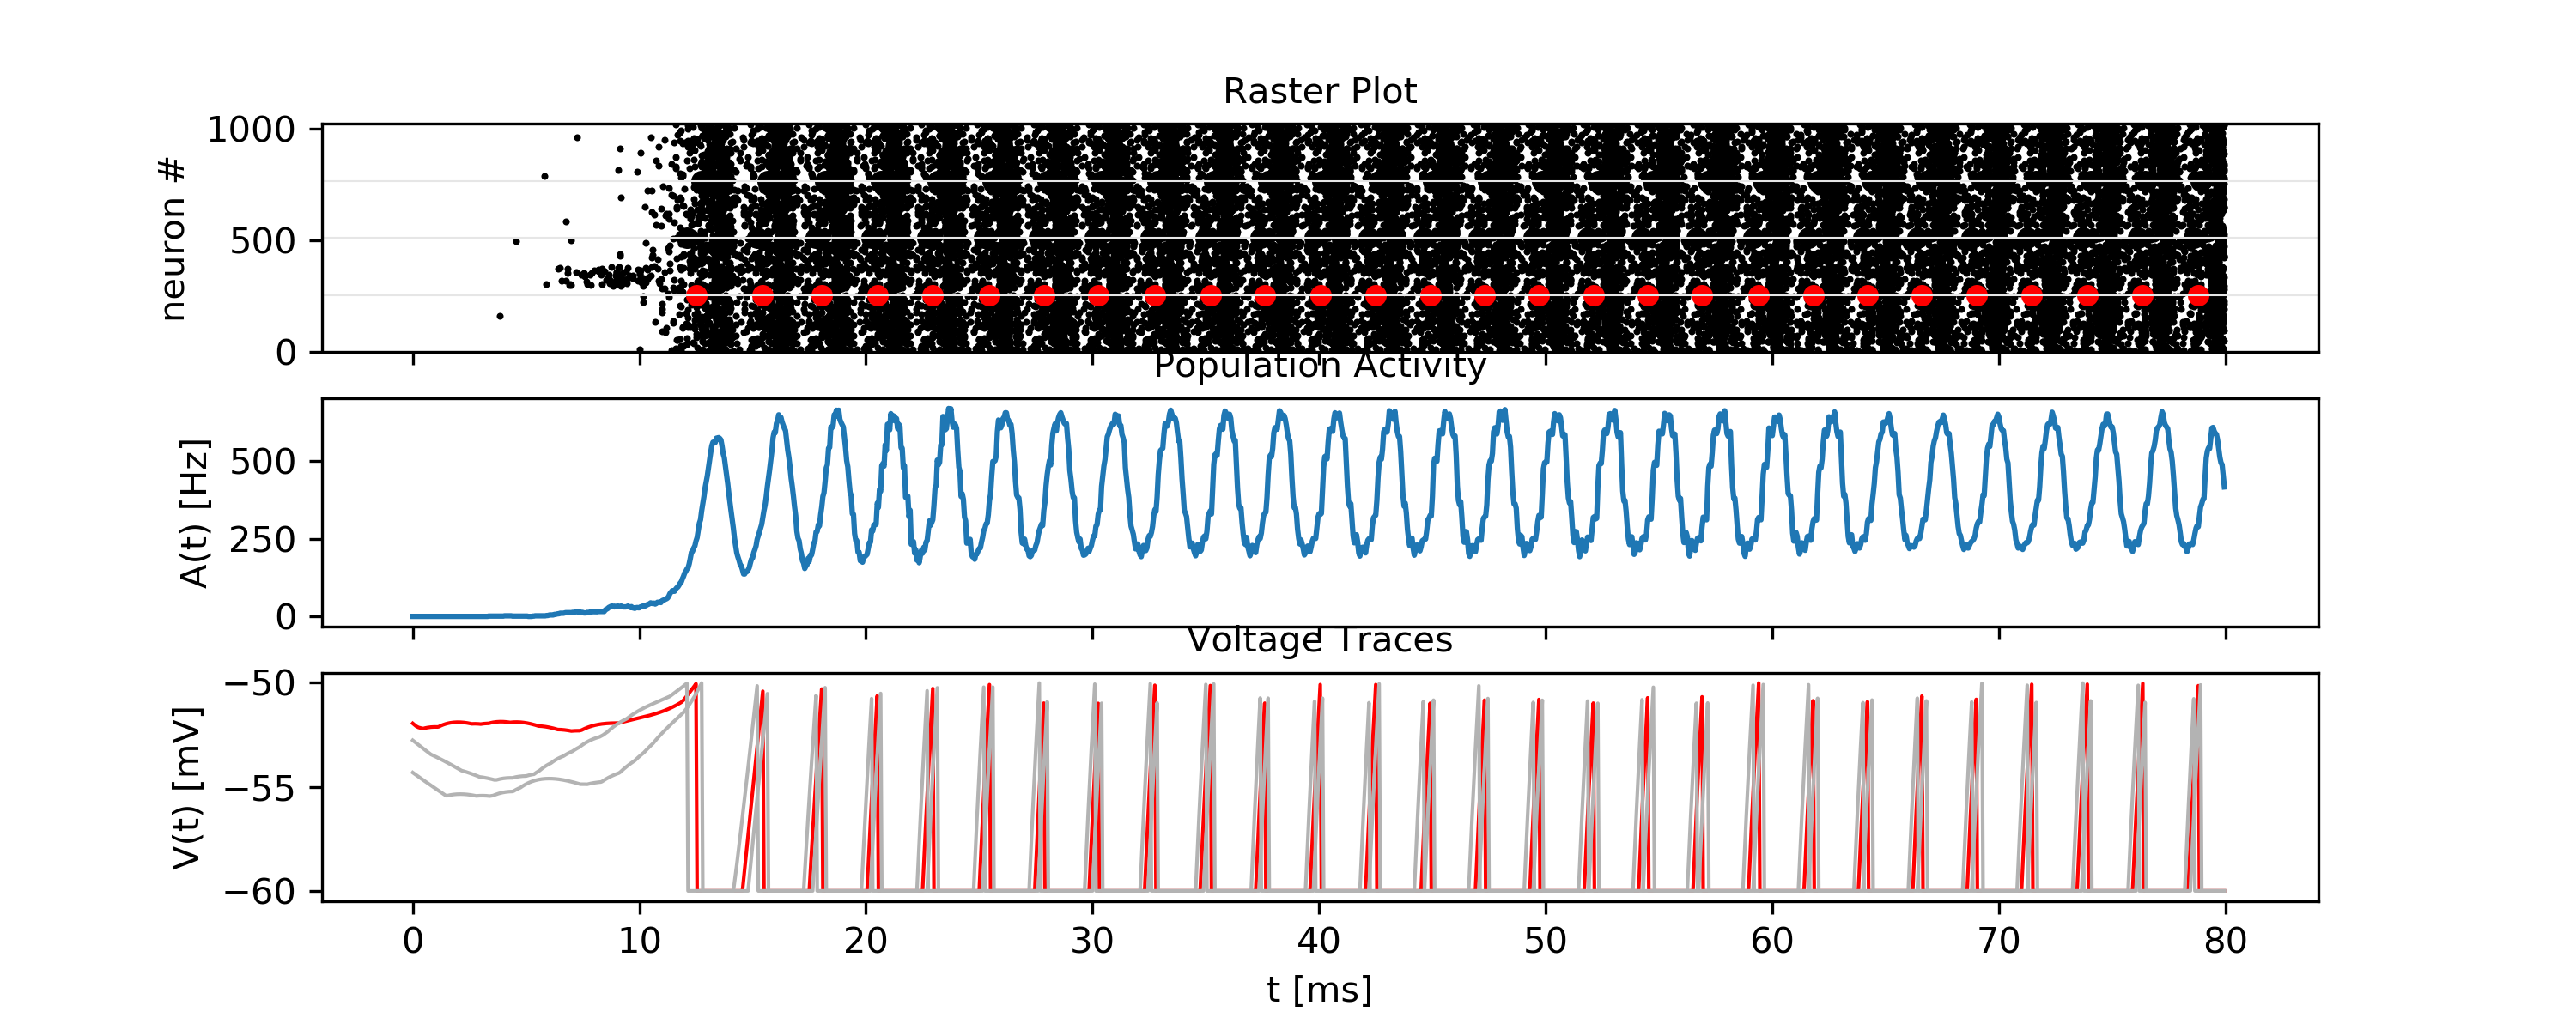 Raster Plot
1000
500
0
neuron #
Population Activity
500
250
0
A(t) [Hz]
Voltage Traces
−50
−55
−60
V(t) [mV]
0 10 20 30 40 50 60 70 80
t [ms]